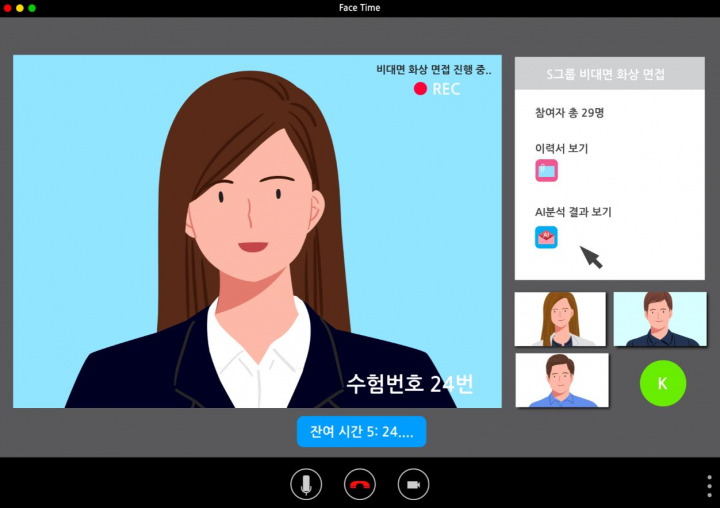 Face Time
비대면 화상 면접 진행 중..
REC
수험번호 24번
잔여 시간 5: 24....
S그룹 비대면 화상 면접
참여자 총 29명
이력서 보기
AI분석 결과 보기
AI
K